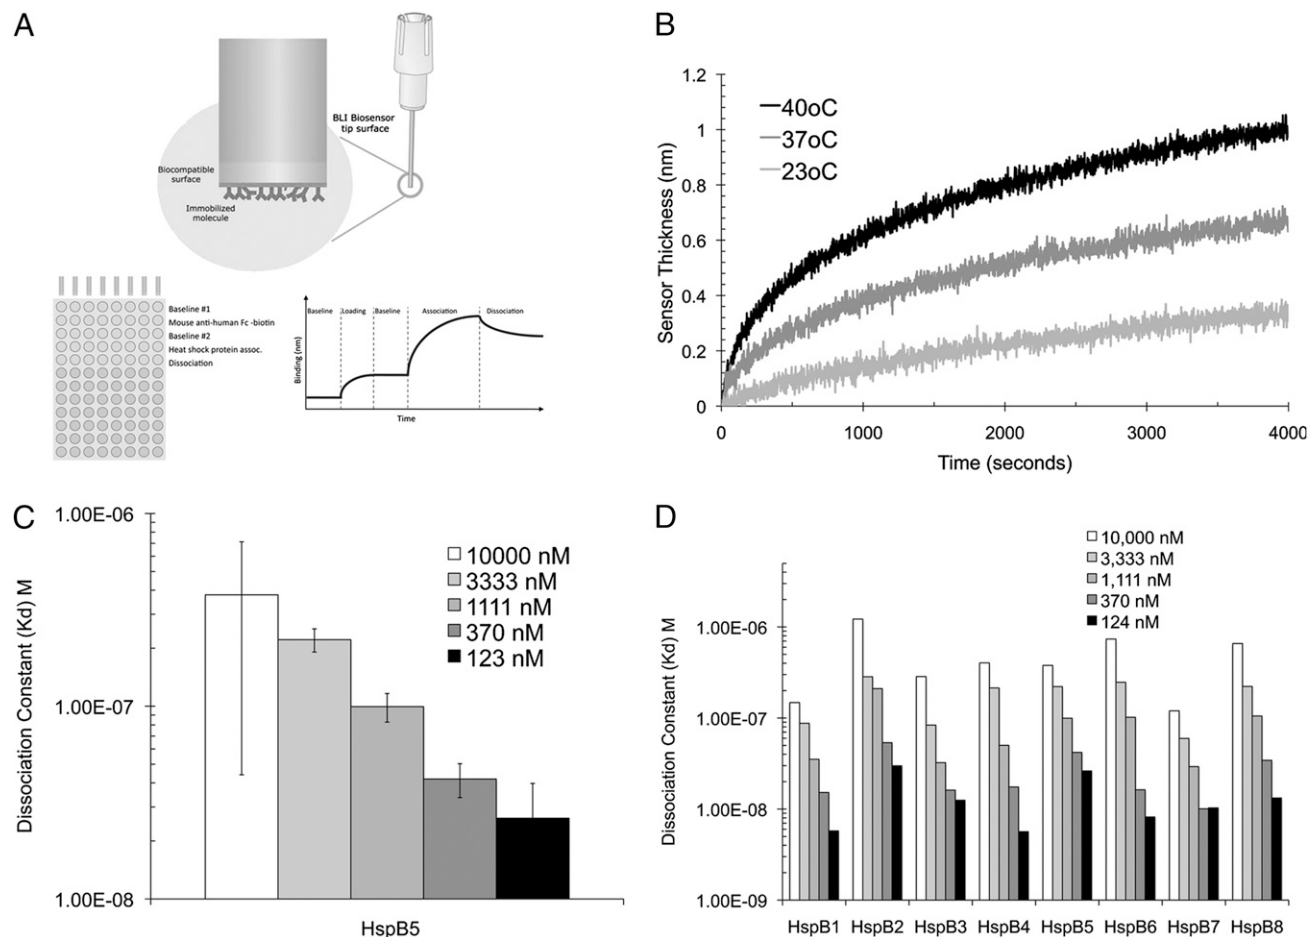 A
BLI Biosensor
tip surface
Biocompatible
surface
Immobilized
molecule
Baseline #1
Mouse anti-human Fc -biotin
Baseline #2
Heat shock protein assoc.
Dissociation
Baseline
Loading
Baseline
Association
Dissociation
Binding (nm)
Time
B
40oC
37oC
23oC
Sensor Thickness (nm)
1.2
1
0.8
0.6
0.4
0.2
0
0
1000
2000
3000
4000
Time (seconds)
C
10000 nM
3333 nM
1111 nM
370 nM
123 nM
Dissociation Constant (Kd) M
1.00E-06
1.00E-07
1.00E-08
HspB5
D
10,000 nM
3,333 nM
1,111 nM
370 nM
124 nM
Dissociation Constant (Kd) M
1.00E-06
1.00E-07
1.00E-08
1.00E-09
HspB1
HspB2
HspB3
HspB4
HspB5
HspB6
HspB7
HspB8